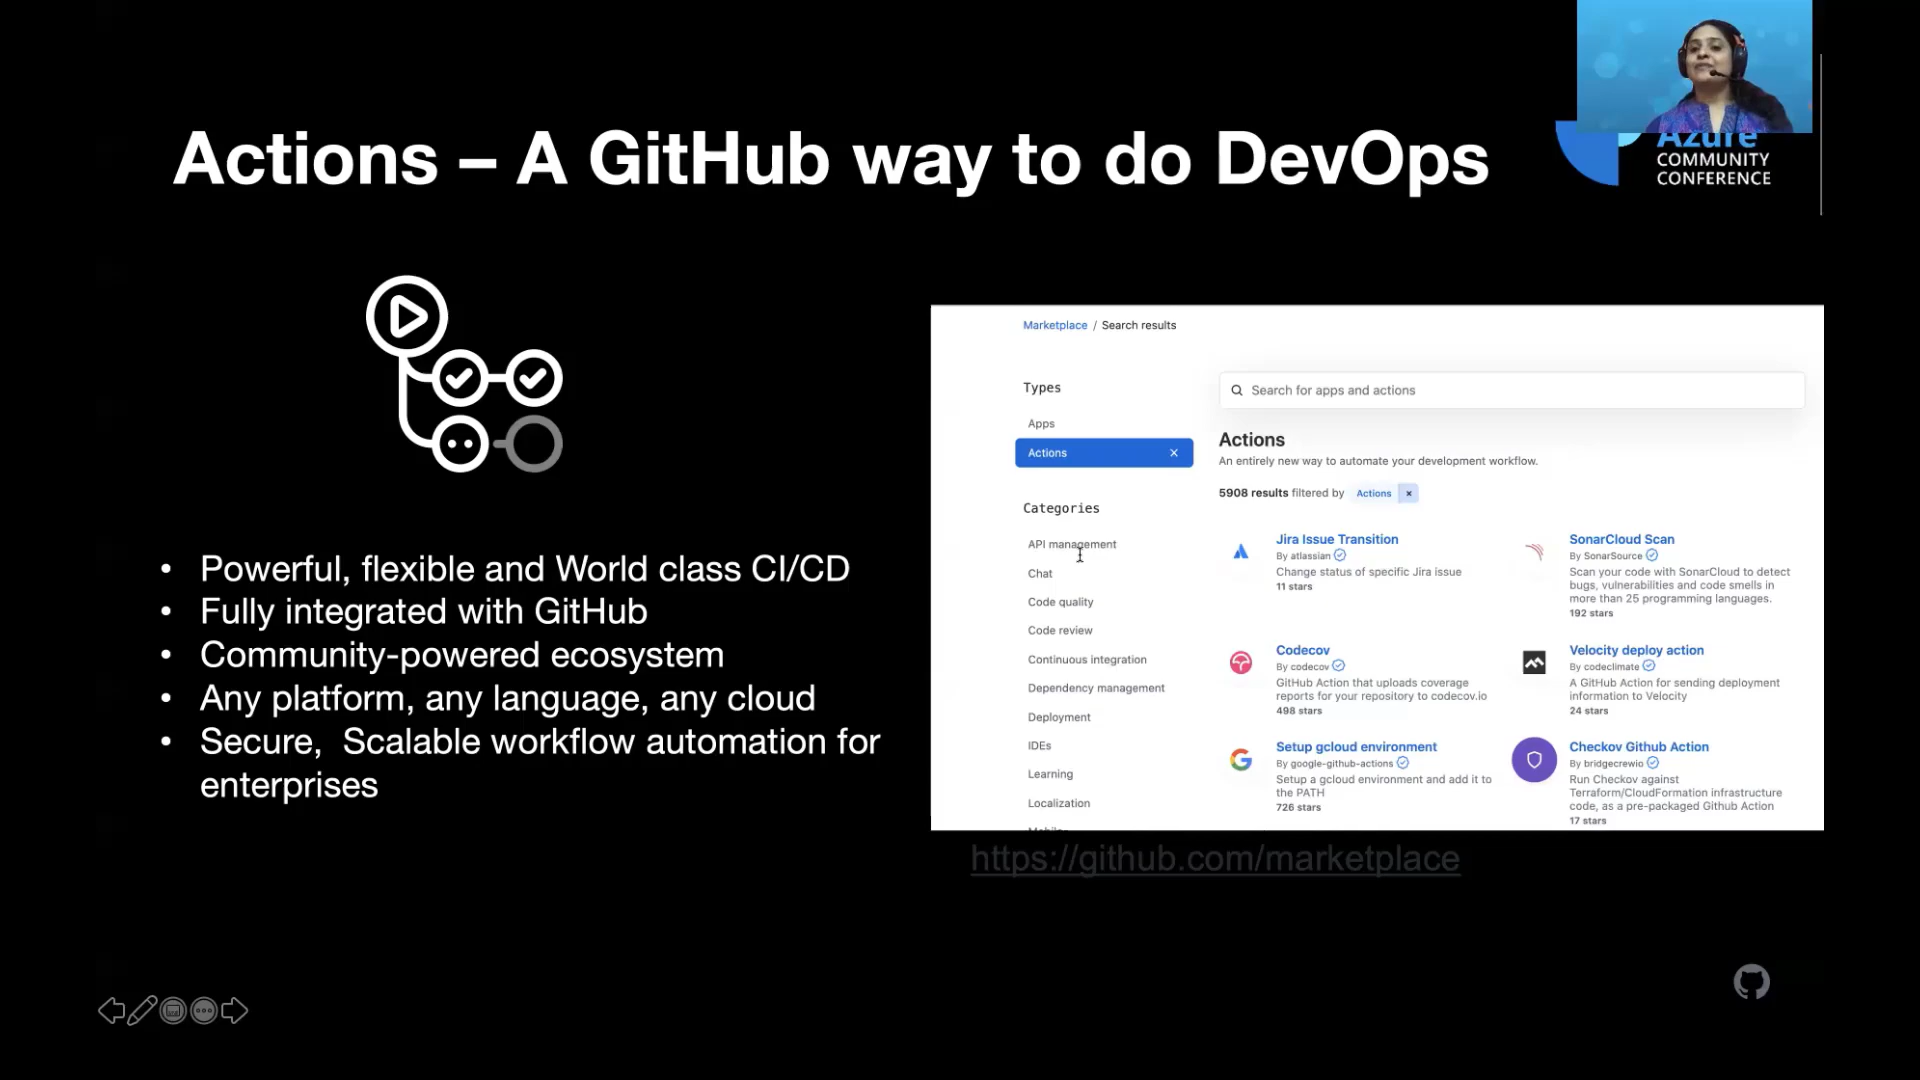 Actions – A GitHub way to do DevOps
Azure
COMMUNITY
CONFERENCE
• Powerful, flexible and World class CI/CD
• Fully integrated with GitHub
• Community-powered ecosystem
• Any platform, any language, any cloud
• Secure,  Scalable workflow automation for
enterprises
Marketplace / Search results
Types
Apps
Actions ×
Categories
API management
Chat
Code quality
Code review
Continuous integration
Dependency management
Deployment
IDEs
Learning
Localization
Search for apps and actions
Actions
An entirely new way to automate your development workflow.
5908 results filtered by Actions ×
Jira Issue Transition
By atlassian
Change status of specific Jira issue
11 stars
SonarCloud Scan
By SonarSource
Scan your code with SonarCloud to detect
bugs, vulnerabilities and code smells in
more than 25 programming languages.
192 stars
Codecov
By codecov
GitHub Action that uploads coverage
reports for your repository to codecov.io
498 stars
Velocity deploy action
By codeclimate
A GitHub Action for sending deployment
information to Velocity
24 stars
Setup gcloud environment
By google-github-actions
Setup a gcloud environment and add it to
the PATH
726 stars
Checkov Github Action
By bridgecrewio
Run Checkov against
Terraform/CloudFormation infrastructure
code, as a pre-packaged Github Action
17 stars
https://github.com/marketplace